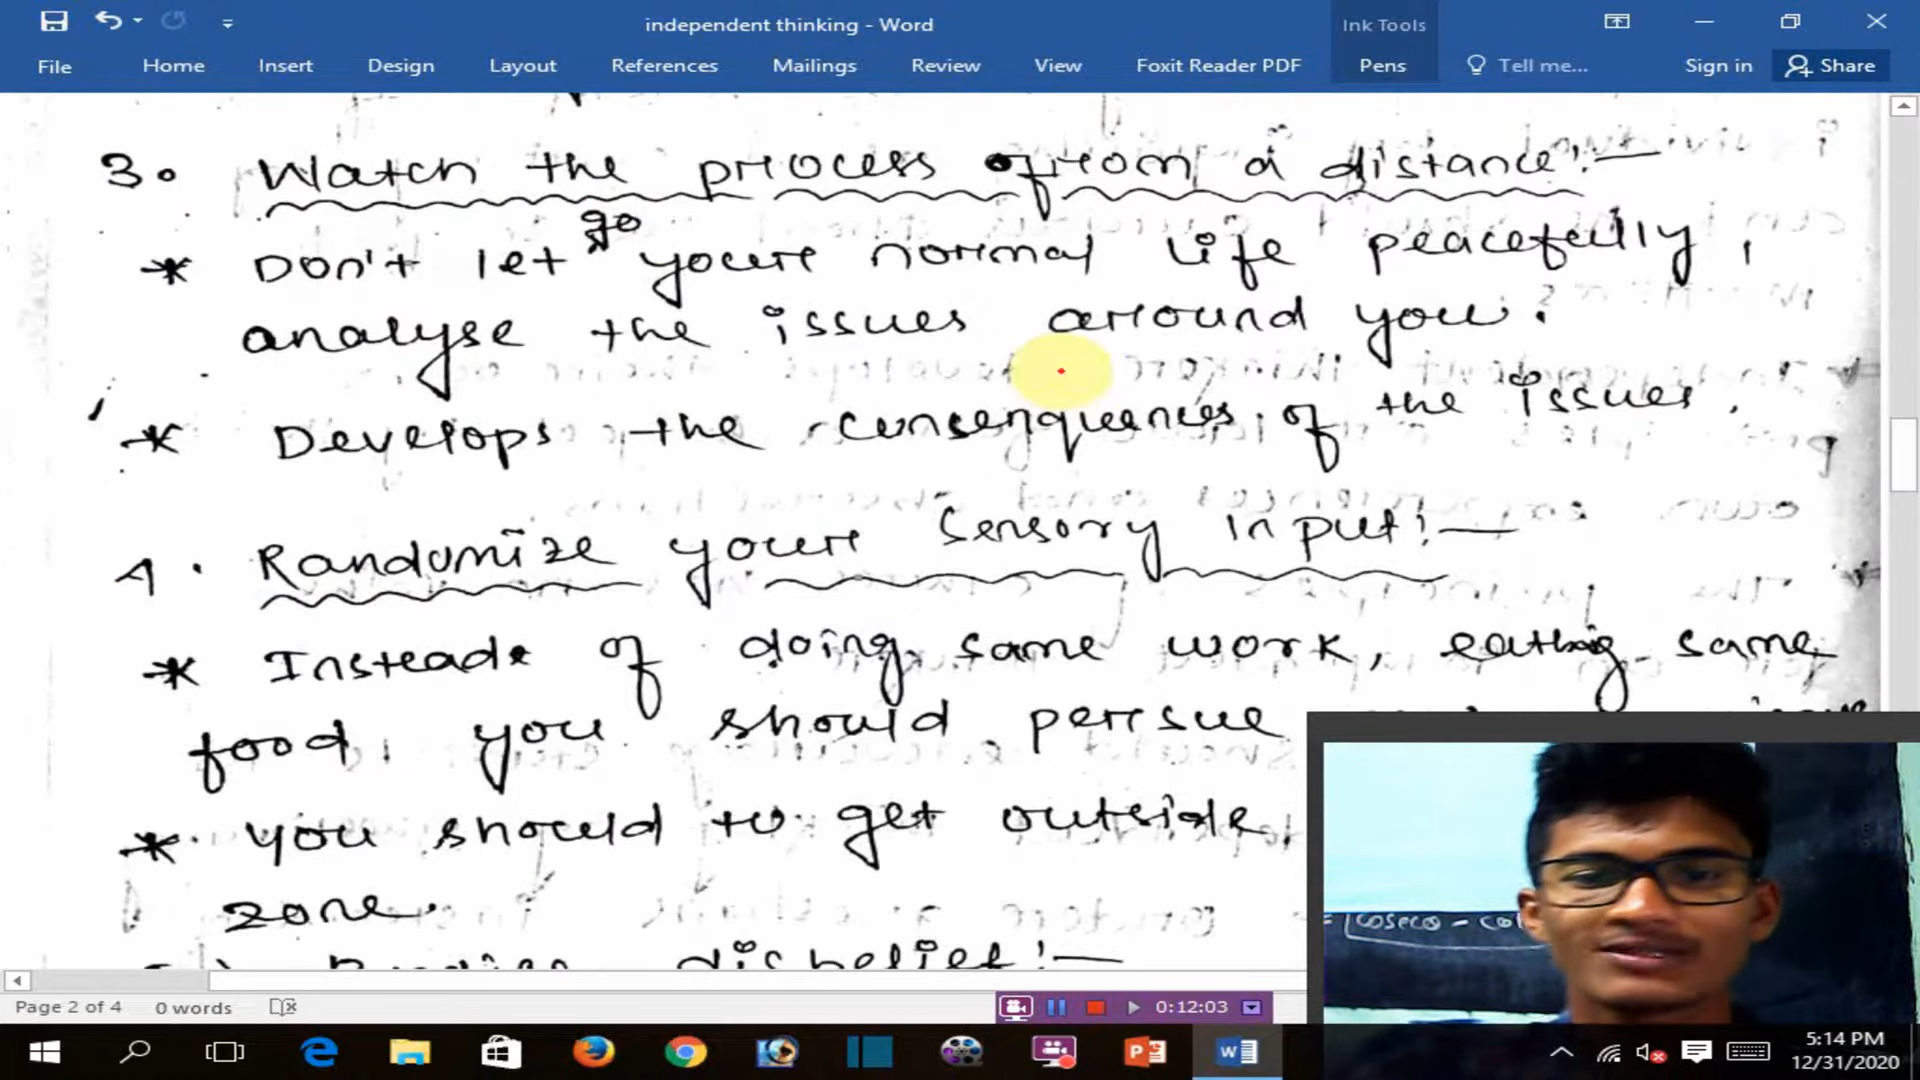 independent thinking - Word
Ink Tools
File
Home
Insert
Design
Layout
References
Mailings
Review
View
Foxit Reader PDF
Pens
Tell me...
Sign in
Share
3. Watch the process from a distance:—
go
* Don't let your normal life peacefully,
analyse the issues around you.
* Develops the consenquences of the issues.
4. Randomize your sensory input:—
* Instead of doing same work, eating same
food, you should persue
* You should to get outside
zone.
disbelief:—
cosecθ - co
Page 2 of 4
0 words
0:12:03
5:14 PM
12/31/2020